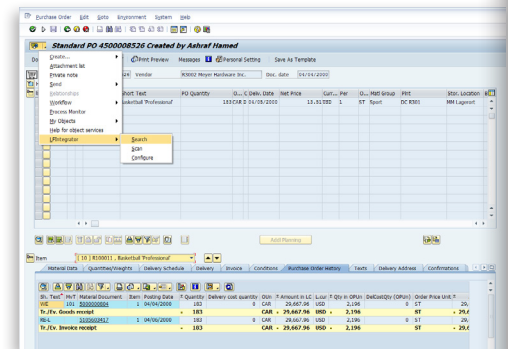 Purchase Order Edit Goto Environment System Help
Standard PO 4500008526 Created by Ashraf Hamed
Print Preview Messages Personal Setting Save As Template
Create...
Attachment list
Private note
Send
Relationships
Workflow
Process Monitor
My Objects
Help for object services
LFIntegrator
Search
Scan
Configure
Vendor RS002 Meyer Hardware Inc. Doc. date 04/04/2000
Short Text PO Quantity O... C Deliv. Date Net Price Curr... Per O... Matl Group Plnt Stor. Location
Basketball 'Professional' 183 CAR D 04/05/2000 13.51 USD 1 ST Sport DC R301 MM Lagerort
Add Planning
Item [ 10 ] R100011 , Basketball 'Professional'
Material Data Quantities/Weights Delivery Schedule Delivery Invoice Conditions Purchase Order History Texts Delivery Address Confirmations
Sh. Text MvT Material Document Item Posting Date Quantity Delivery cost quantity OUn Amount in LC L.cur Qty in OPUn DelCostQty (OPUn) Order Price Unit
WE 101 5000000804 1 04/04/2000 183 0 CAR 29,667.96 USD 2,196 0 ST
Tr./Ev. Goods receipt 183 CAR 29,667.96 USD 2,196 ST
RE-L 5105603417 1 04/06/2000 183 0 CAR 29,667.96 USD 2,196 0 ST
Tr./Ev. Invoice receipt 183 CAR 29,667.96 USD 2,196 ST